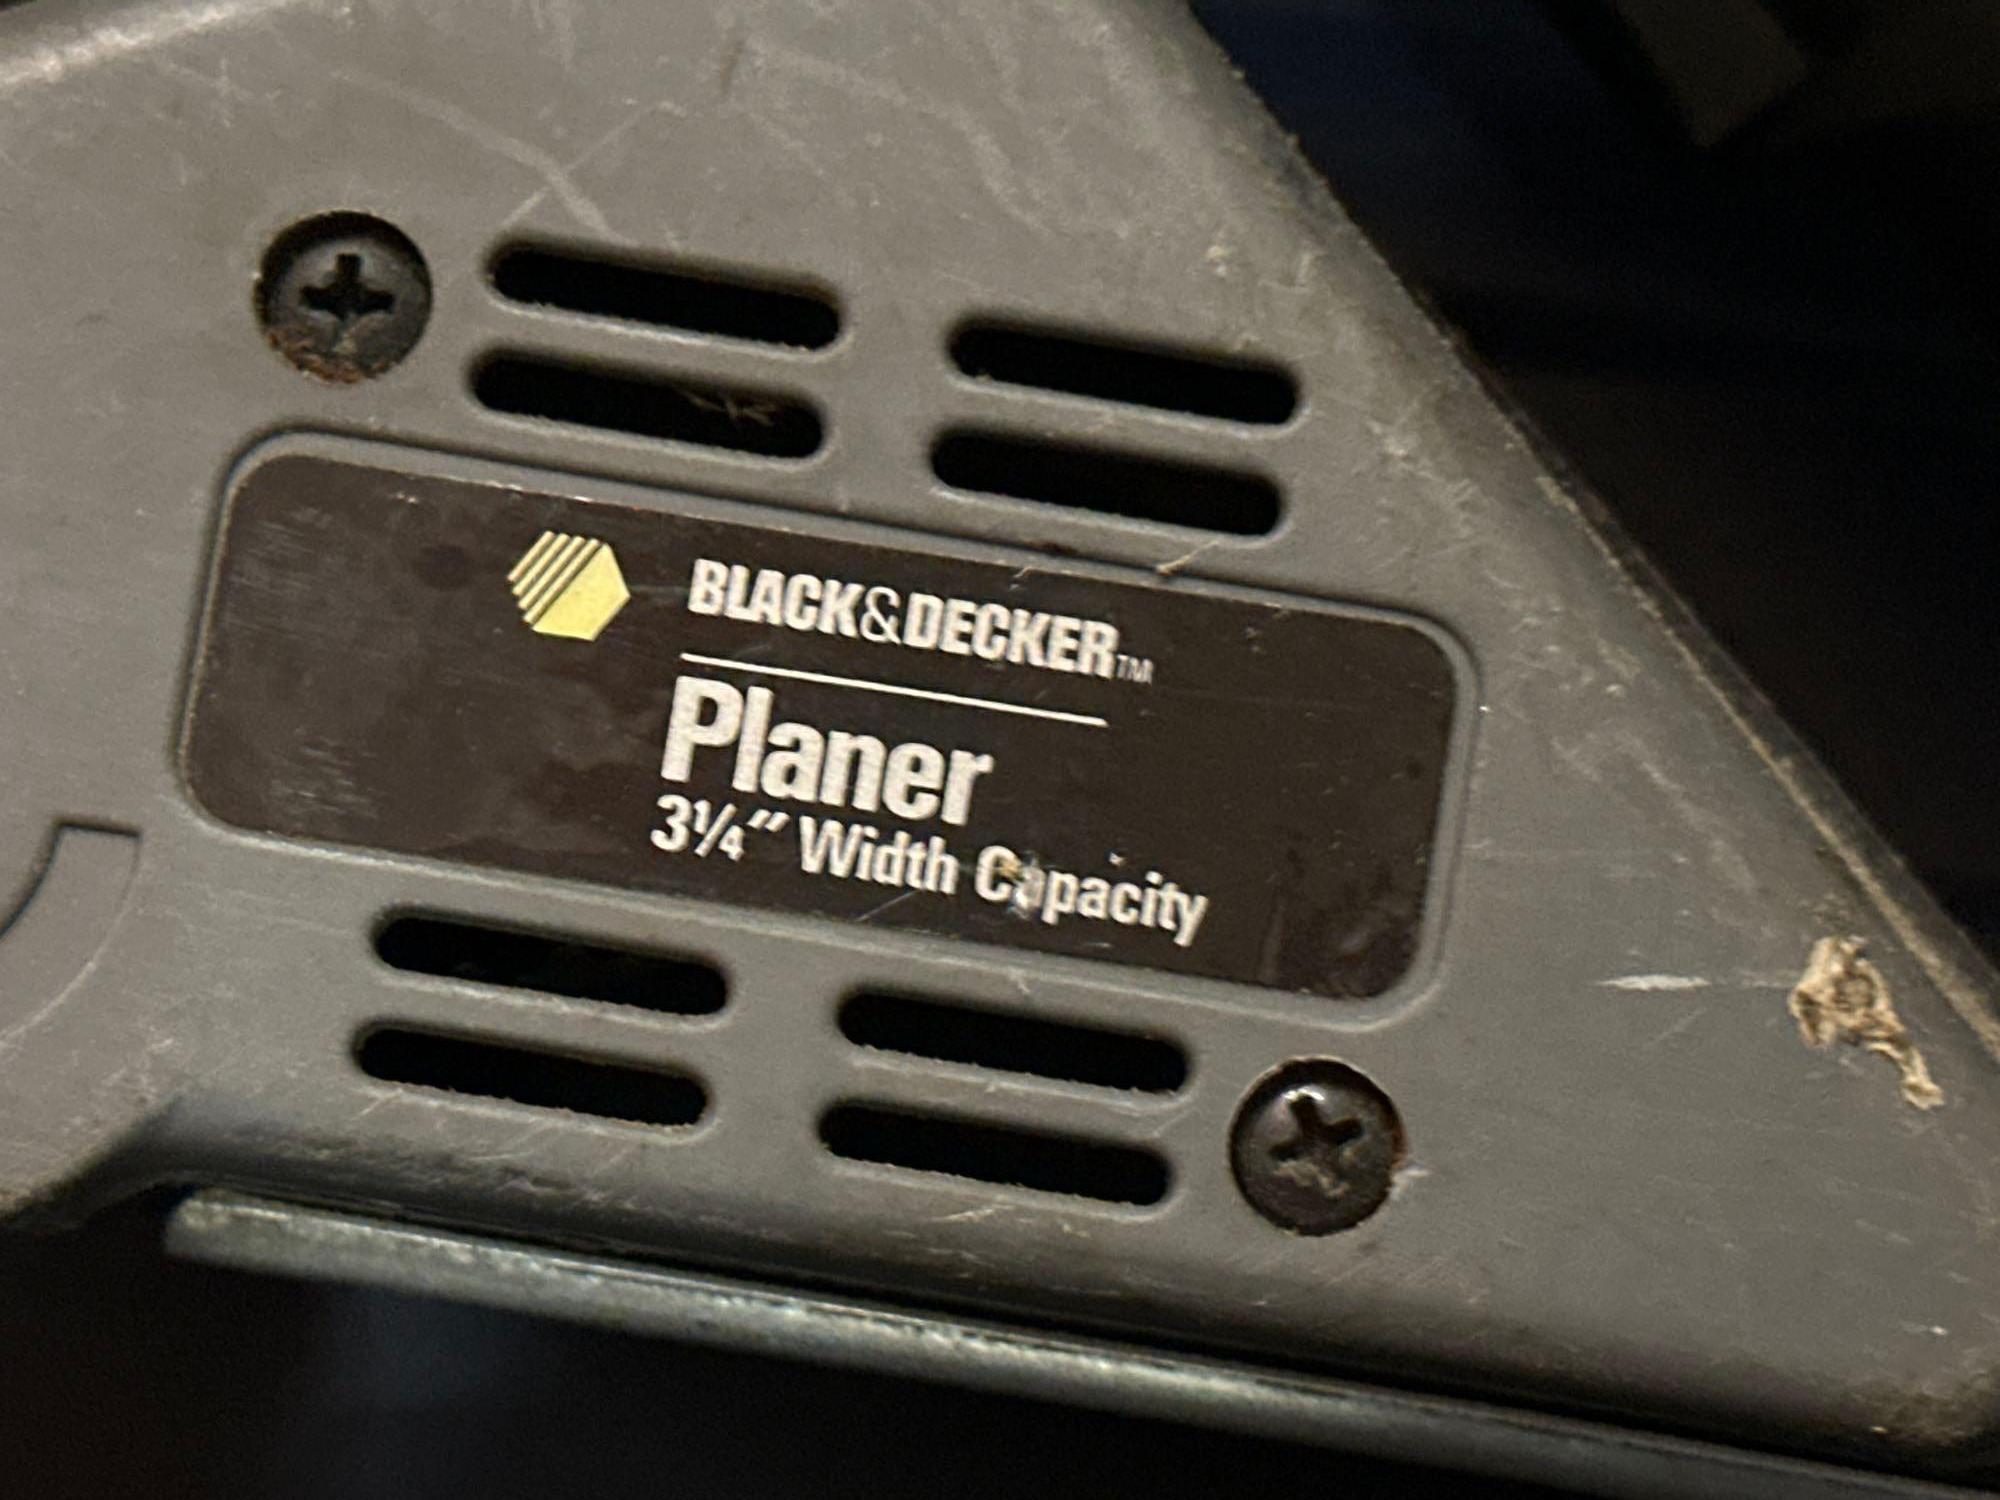 BLACK&DECKER™
Planer
3¼" Width Capacity